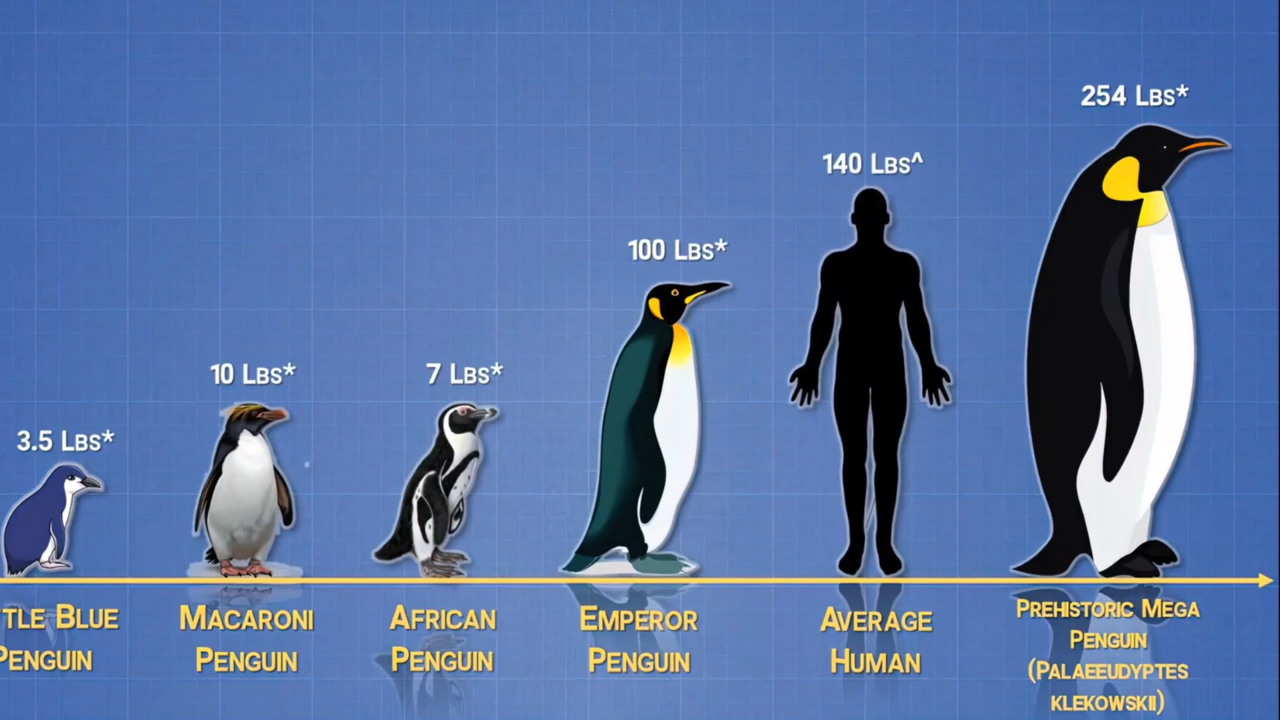 254 LBS*
140 LBS^
100 LBS*
10 LBS*
7 LBS*
3.5 LBS*
TLE BLUE
PENGUIN
MACARONI
PENGUIN
AFRICAN
PENGUIN
EMPEROR
PENGUIN
AVERAGE
HUMAN
PREHISTORIC MEGA
PENGUIN
(PALAEEUDYPTES
KLEKOWSKII)